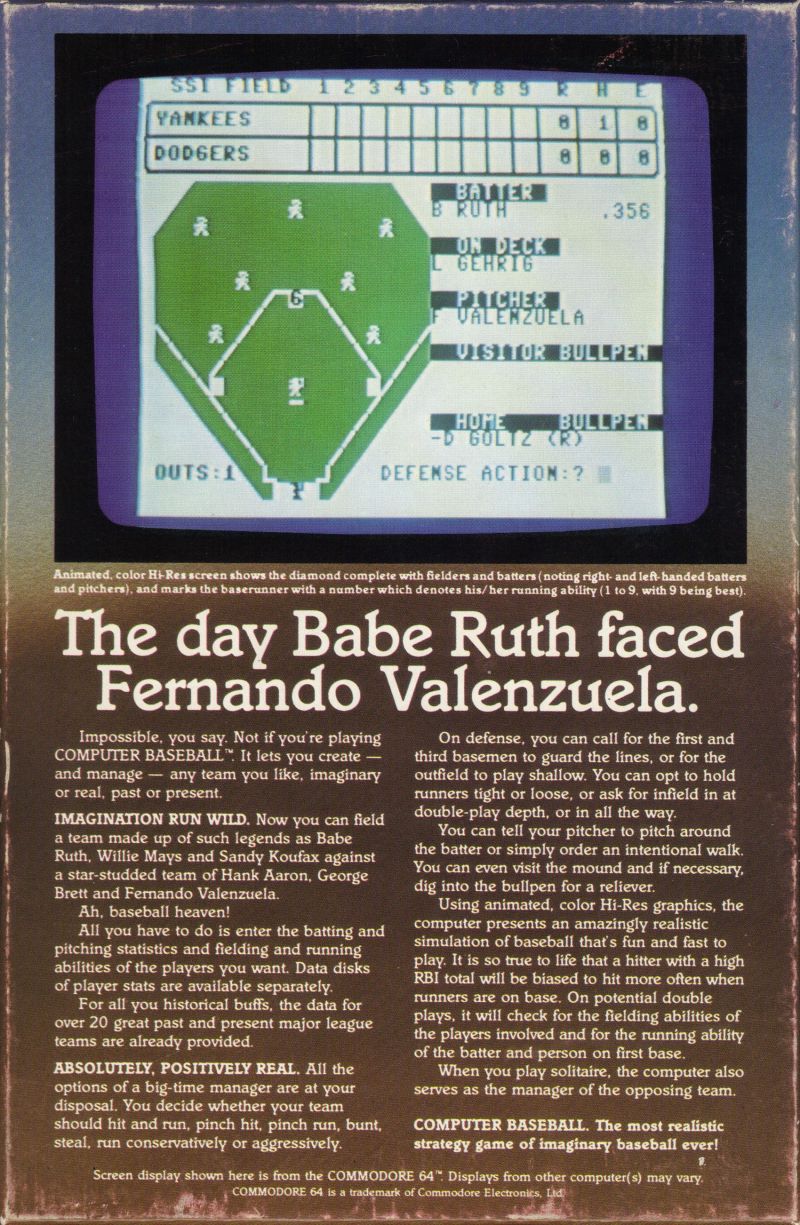 SSI FIELD 1 2 3 4 5 6 7 8 9 R H E
YANKEES 0 1 0
DODGERS 0 0 0
BATTER
B RUTH .356
ON DECK
L GEHRIG
PITCHER
F VALENZUELA
VISITOR BULLPEN
HOME BULLPEN
-D GOLTZ (R)
6
OUTS:1 DEFENSE ACTION:?
Animated, color Hi-Res screen shows the diamond complete with fielders and batters (noting right- and left-handed batters
and pitchers), and marks the baserunner with a number which denotes his/her running ability (1 to 9, with 9 being best).
The day Babe Ruth faced
Fernando Valenzuela.
Impossible, you say. Not if you're playing
COMPUTER BASEBALL™. It lets you create —
and manage — any team you like, imaginary
or real, past or present.
IMAGINATION RUN WILD. Now you can field
a team made up of such legends as Babe
Ruth, Willie Mays and Sandy Koufax against
a star-studded team of Hank Aaron, George
Brett and Fernando Valenzuela.
Ah, baseball heaven!
All you have to do is enter the batting and
pitching statistics and fielding and running
abilities of the players you want. Data disks
of player stats are available separately.
For all you historical buffs, the data for
over 20 great past and present major league
teams are already provided.
ABSOLUTELY, POSITIVELY REAL. All the
options of a big-time manager are at your
disposal. You decide whether your team
should hit and run, pinch hit, pinch run, bunt,
steal, run conservatively or aggressively.
On defense, you can call for the first and
third basemen to guard the lines, or for the
outfield to play shallow. You can opt to hold
runners tight or loose, or ask for infield in at
double-play depth, or in all the way.
You can tell your pitcher to pitch around
the batter or simply order an intentional walk.
You can even visit the mound and if necessary,
dig into the bullpen for a reliever.
Using animated, color Hi-Res graphics, the
computer presents an amazingly realistic
simulation of baseball that's fun and fast to
play. It is so true to life that a hitter with a high
RBI total will be biased to hit more often when
runners are on base. On potential double
plays, it will check for the fielding abilities of
the players involved and for the running ability
of the batter and person on first base.
When you play solitaire, the computer also
serves as the manager of the opposing team.
COMPUTER BASEBALL. The most realistic
strategy game of imaginary baseball ever!
Screen display shown here is from the COMMODORE 64™. Displays from other computer(s) may vary.
COMMODORE 64 is a trademark of Commodore Electronics, Ltd.